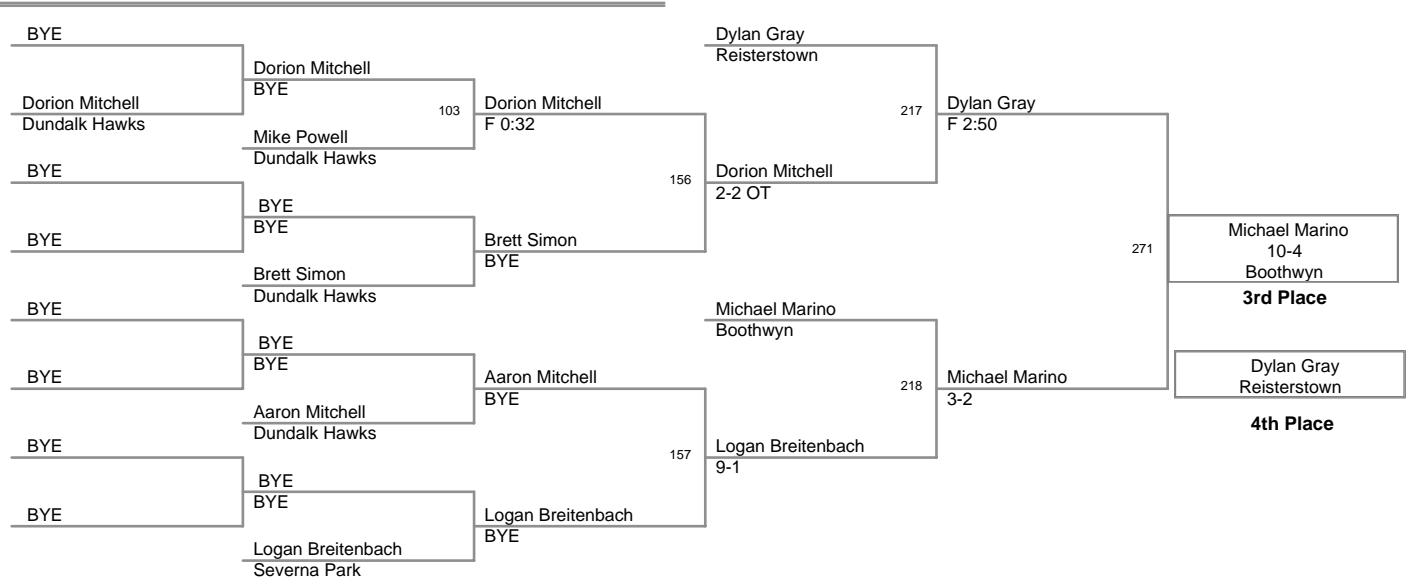 BYE
Dorion Mitchell
Dundalk Hawks
BYE
BYE
BYE
BYE
BYE
BYE
Dorion Mitchell
BYE
Mike Powell
Dundalk Hawks
BYE
BYE
Brett Simon
Dundalk Hawks
BYE
BYE
Aaron Mitchell
Dundalk Hawks
BYE
BYE
Logan Breitenbach
Severna Park
103
Dorion Mitchell
F 0:32
Brett Simon
BYE
Aaron Mitchell
BYE
Logan Breitenbach
BYE
156
157
Dylan Gray
Reisterstown
Dorion Mitchell
2-2 OT
Michael Marino
Boothwyn
Logan Breitenbach
9-1
217
218
Dylan Gray
F 2:50
Michael Marino
3-2
271
Michael Marino
10-4
Boothwyn
3rd Place
Dylan Gray
Reisterstown
4th Place